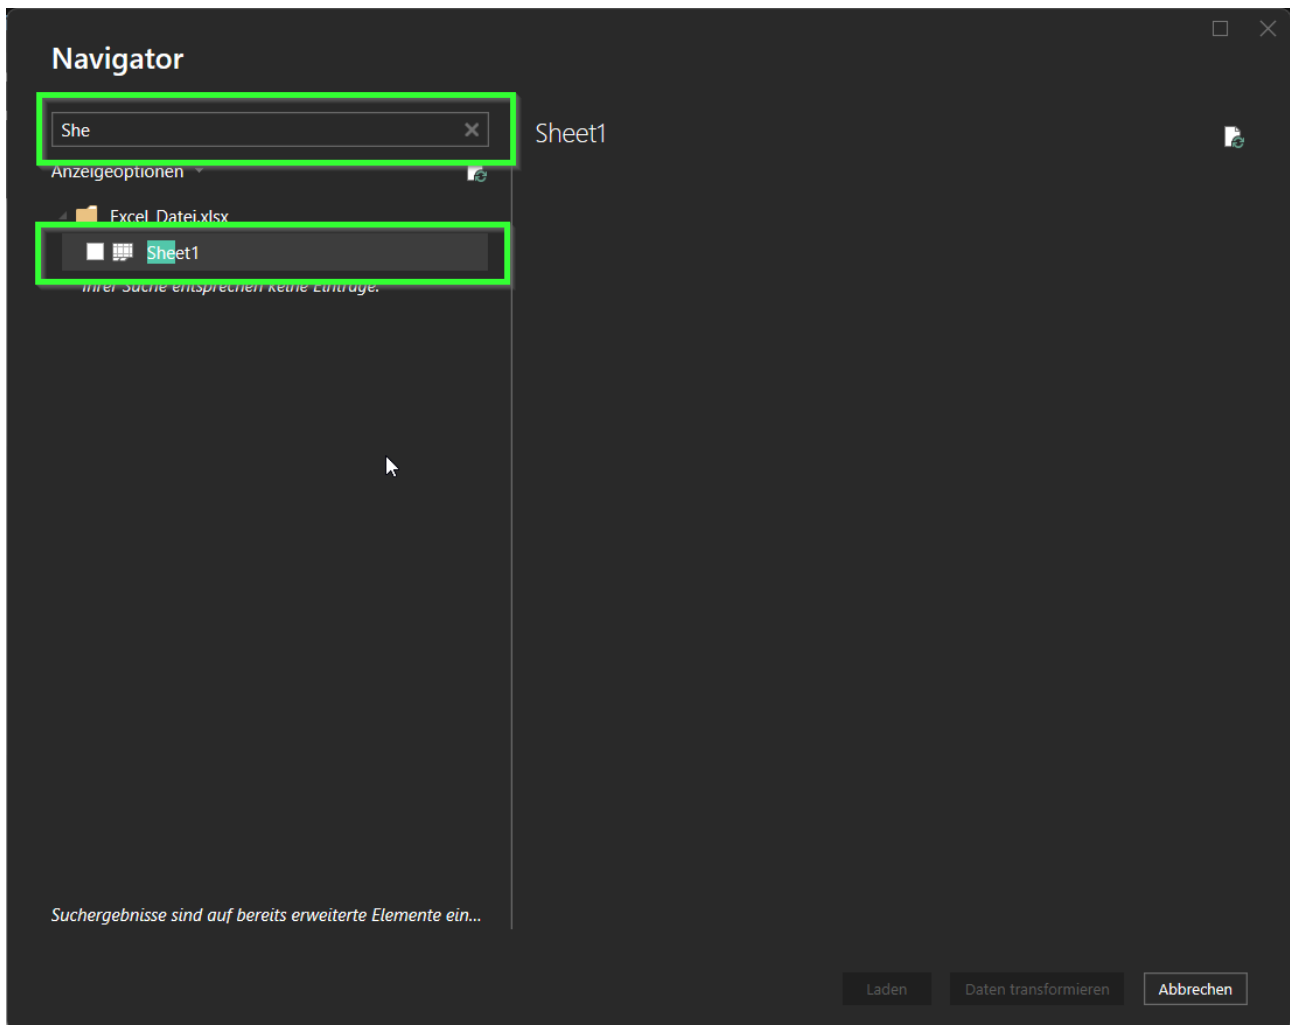 Navigator
She
Sheet1
Anzeigeoptionen
Excel_Datei.xlsx
Sheet1
Ihrer Suche entsprechen keine Einträge.
Suchergebnisse sind auf bereits erweiterte Elemente ein...
Laden
Daten transformieren
Abbrechen